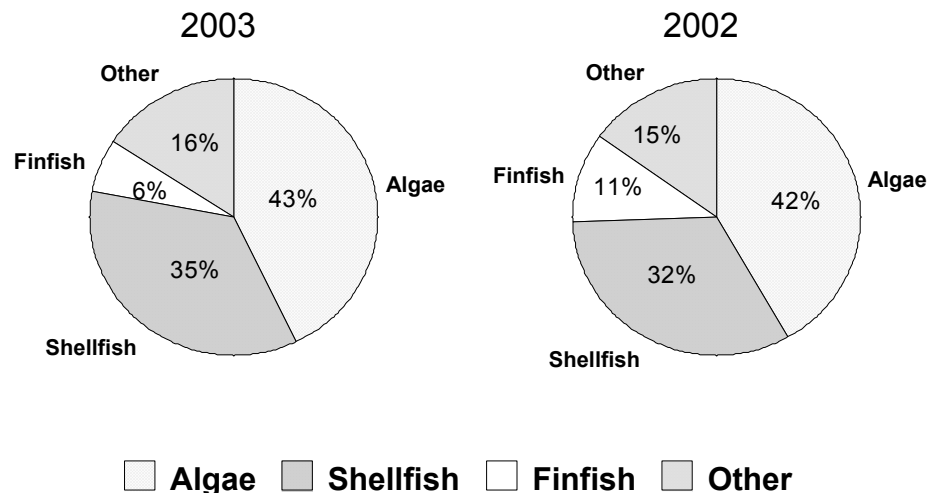 2003
Other
16%
Finfish
6%
43%
Algae
35%
Shellfish
2002
Other
15%
Finfish
11%
42%
Algae
32%
Shellfish
Algae Shellfish Finfish Other